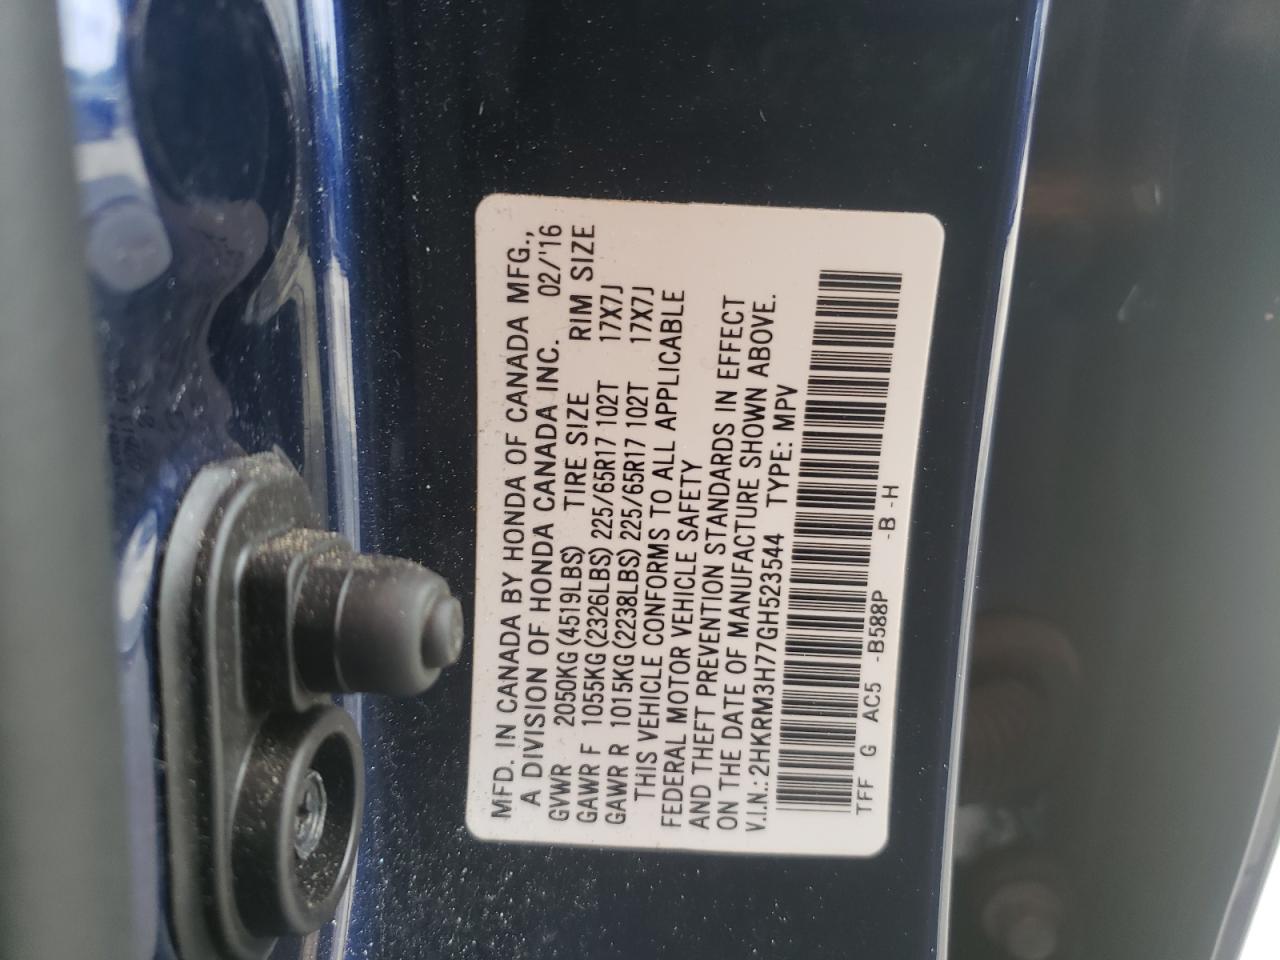 MFD. IN CANADA BY HONDA OF CANADA MFG.,
A DIVISION OF HONDA CANADA INC. 02/'16
GVWR 2050KG (4519LBS) TIRE SIZE RIM SIZE
GAWR F 1055KG (2326LBS) 225/65R17 102T 17X7J
GAWR R 1015KG (2238LBS) 225/65R17 102T 17X7J
THIS VEHICLE CONFORMS TO ALL APPLICABLE
FEDERAL MOTOR VEHICLE SAFETY
AND THEFT PREVENTION STANDARDS IN EFFECT
ON THE DATE OF MANUFACTURE SHOWN ABOVE.
V.I.N.: 2HKRM3H77GH523544 TYPE: MPV
TFF G AC5 -B588P -B -H